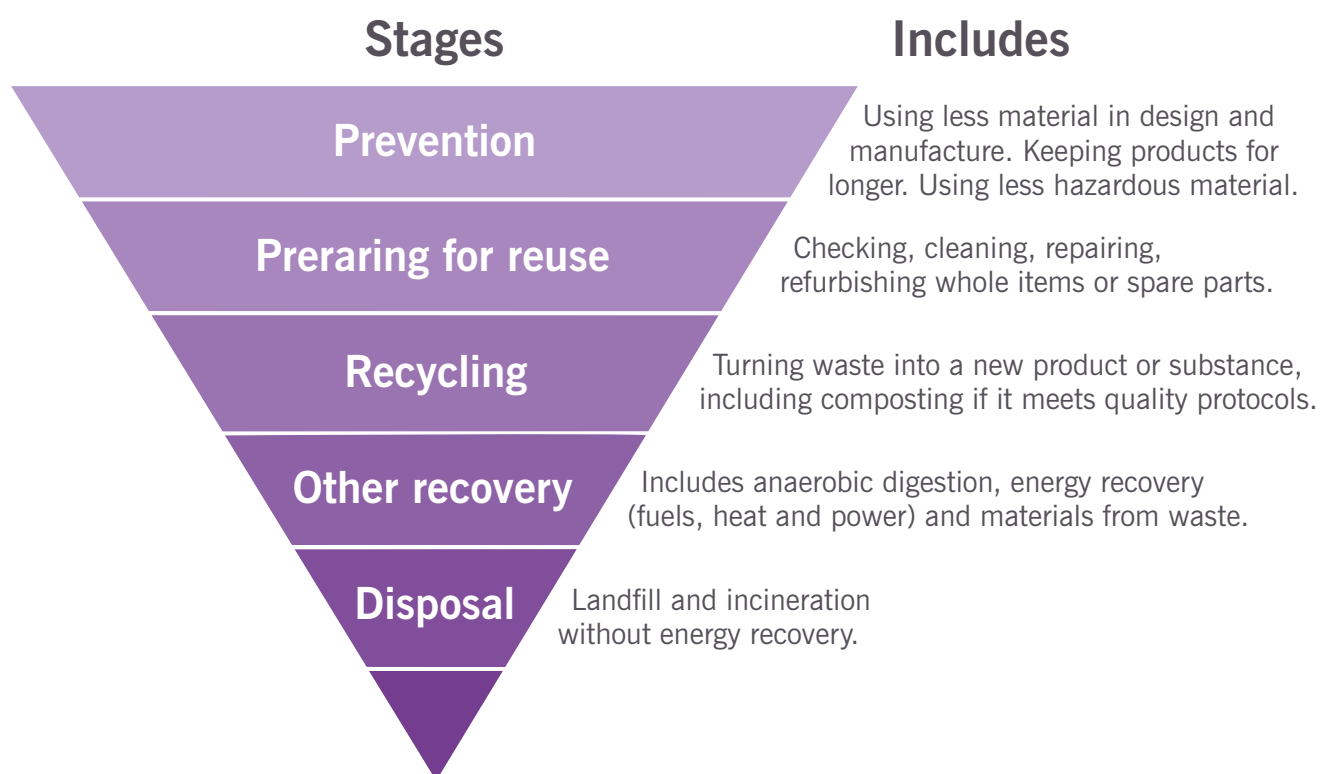 Stages
Includes
Prevention
Using less material in design and
manufacture. Keeping products for
longer. Using less hazardous material.
Preraring for reuse
Checking, cleaning, repairing,
refurbishing whole items or spare parts.
Recycling
Turning waste into a new product or substance,
including composting if it meets quality protocols.
Other recovery
Includes anaerobic digestion, energy recovery
(fuels, heat and power) and materials from waste.
Disposal
Landfill and incineration
without energy recovery.